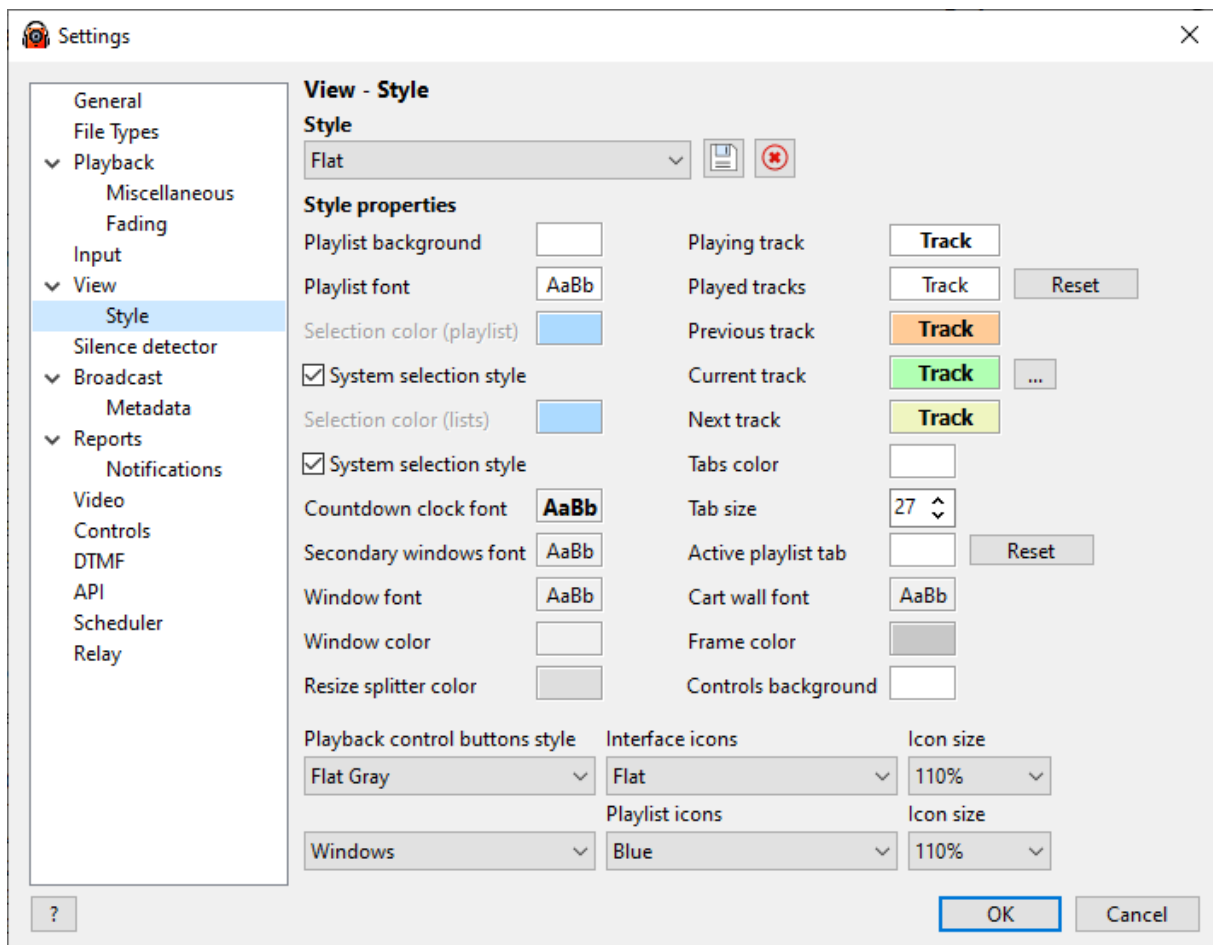 Settings
General
File Types
Playback
Miscellaneous
Fading
Input
View
Style
Silence detector
Broadcast
Metadata
Reports
Notifications
Video
Controls
DTMF
API
Scheduler
Relay
View - Style
Style
Flat
Style properties
Playlist background
Playing track Track
Playlist font AaBb
Played tracks Track Reset
Selection color (playlist)
Previous track Track
System selection style
Current track Track ...
Selection color (lists)
Next track Track
System selection style
Tabs color
Countdown clock font AaBb
Tab size 27
Secondary windows font AaBb
Active playlist tab Reset
Window font AaBb
Cart wall font AaBb
Window color
Frame color
Resize splitter color
Controls background
Playback control buttons style Interface icons Icon size
Flat Gray Flat 110%
Playlist icons Icon size
Windows Blue 110%
? OK Cancel